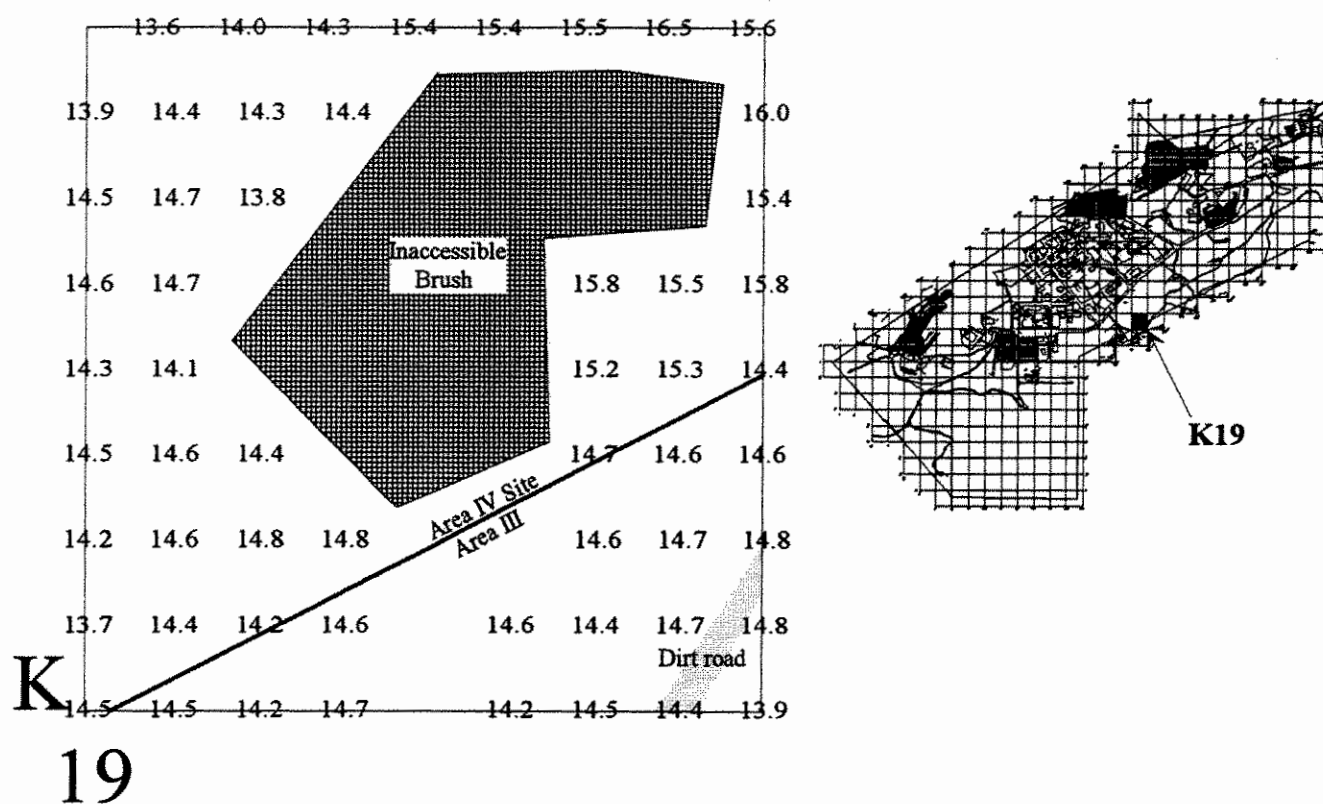 13.6 14.0 14.3 15.4 15.4 15.5 16.5 15.6
13.9 14.4 14.3 14.4 16.0
14.5 14.7 13.8 15.4
Inaccessible
Brush
14.6 14.7 15.8 15.5 15.8
14.3 14.1 15.2 15.3 14.4
K19
14.5 14.6 14.4 14.7 14.6 14.6
Area IV Site
Area III
14.2 14.6 14.8 14.8 14.6 14.7 14.8
13.7 14.4 14.2 14.6 14.6 14.4 14.7 14.8
Dirt road
K
14.5 14.5 14.2 14.7 14.2 14.5 14.4 13.9
19